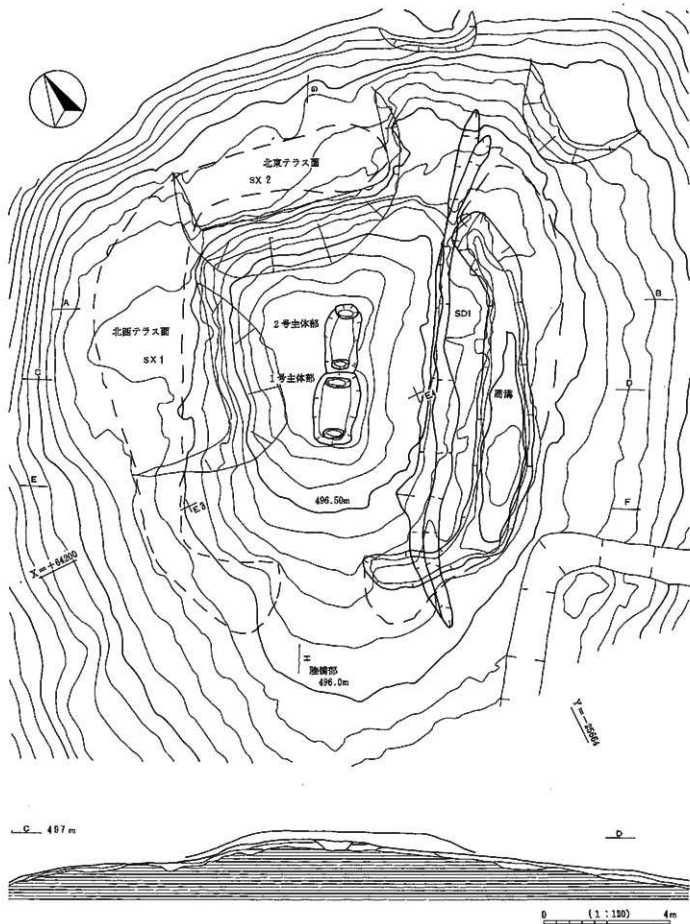 G
北東テラス面
SX 2
A
B
2号主体部
SD1
北西テラス面
SX 1
C
1号主体部
D
E4
周溝
E
496.50m
F
E3
X=+64200
H
陸橋部
496.0m
Y=-25664
C 497m
D
0 (1:120) 4m